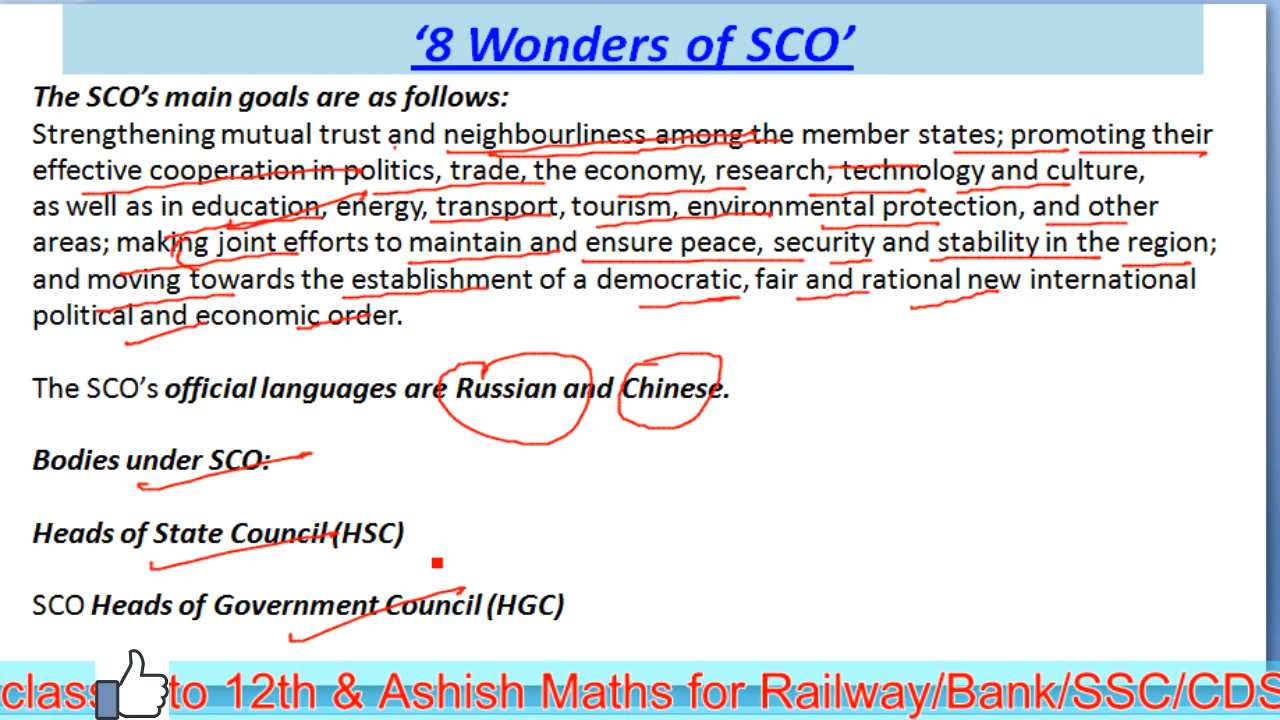 ‘8 Wonders of SCO’
The SCO’s main goals are as follows:
Strengthening mutual trust and neighbourliness among the member states; promoting their
effective cooperation in politics, trade, the economy, research, technology and culture,
as well as in education, energy, transport, tourism, environmental protection, and other
areas; making joint efforts to maintain and ensure peace, security and stability in the region;
and moving towards the establishment of a democratic, fair and rational new international
political and economic order.
The SCO’s official languages are Russian and Chinese.
Bodies under SCO:
Heads of State Council (HSC)
SCO Heads of Government Council (HGC)
class to 12th & Ashish Maths for Railway/Bank/SSC/CDS